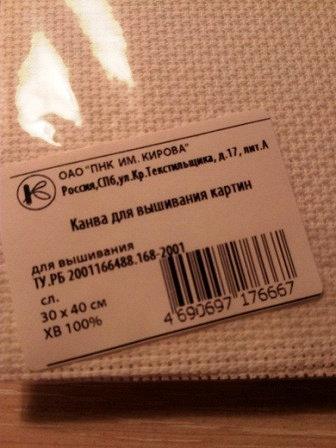 К
ОАО "ПНК ИМ. КИРОВА"
Россия,СПб,ул.Кр.Текстильщика, д.17, лит.А
Канва для вышивания картин
для вышивания
ТУ.РБ 2001166488.168-2001
сл.
30 х 40 см
ХВ 100%
4 690697 176667